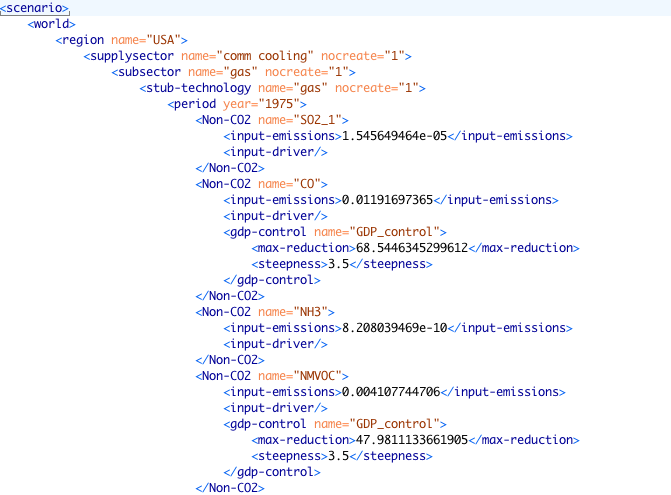 <scenario>
<world>
<region name="USA">
<supplysector name="comm cooling" nocreate="1">
<subsector name="gas" nocreate="1">
<stub-technology name="gas" nocreate="1">
<period year="1975">
<Non-CO2 name="SO2_1">
<input-emissions>1.545649464e-05</input-emissions>
<input-driver/>
</Non-CO2>
<Non-CO2 name="CO">
<input-emissions>0.01191697365</input-emissions>
<input-driver/>
<gdp-control name="GDP_control">
<max-reduction>68.5446345299612</max-reduction>
<steepness>3.5</steepness>
</gdp-control>
</Non-CO2>
<Non-CO2 name="NH3">
<input-emissions>8.208039469e-10</input-emissions>
<input-driver/>
</Non-CO2>
<Non-CO2 name="NMVOC">
<input-emissions>0.004107744706</input-emissions>
<input-driver/>
<gdp-control name="GDP_control">
<max-reduction>47.9811133661905</max-reduction>
<steepness>3.5</steepness>
</gdp-control>
</Non-CO2>